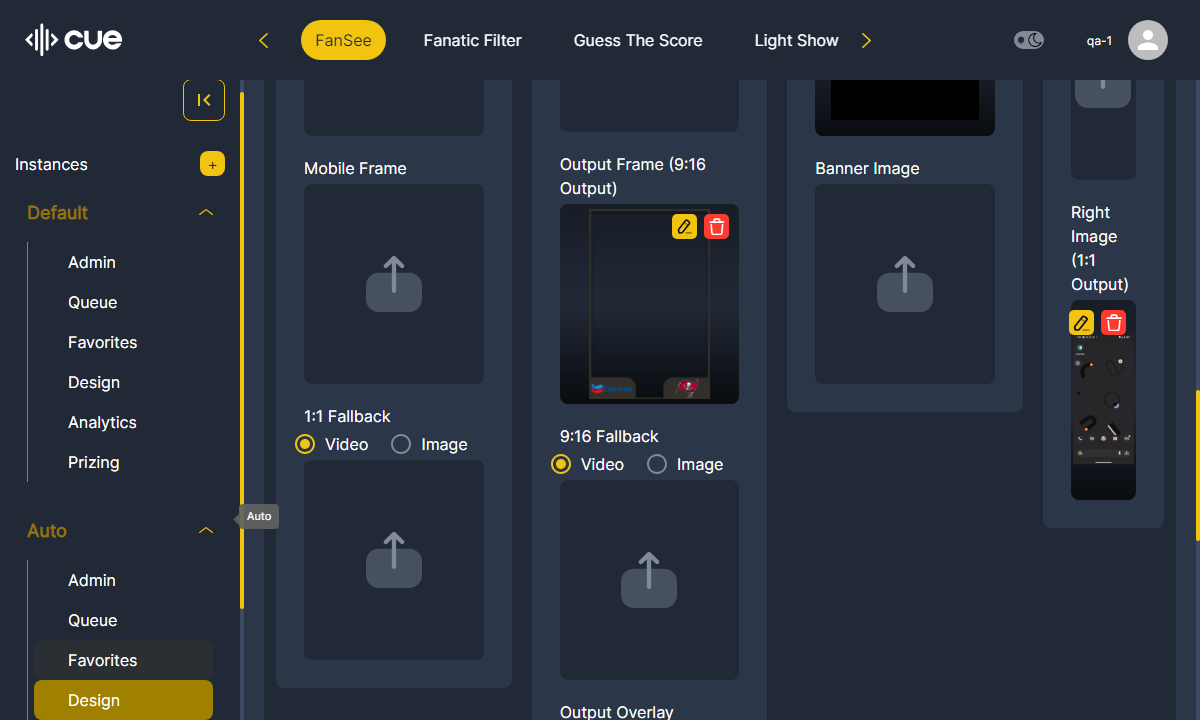 cue
FanSee
Fanatic Filter
Guess The Score
Light Show
qa-1
Instances
+
Default
Admin
Queue
Favorites
Design
Analytics
Prizing
Auto
Auto
Admin
Queue
Favorites
Design
Mobile Frame
1:1 Fallback
Video
Image
Output Frame (9:16
Output)
9:16 Fallback
Video
Image
Output Overlay
Banner Image
Right
Image
(1:1
Output)